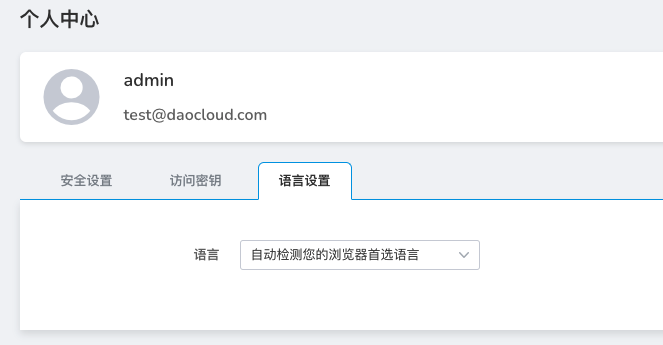 个人中心
admin
test@daocloud.com
安全设置 访问密钥 语言设置
语言 自动检测您的浏览器首选语言